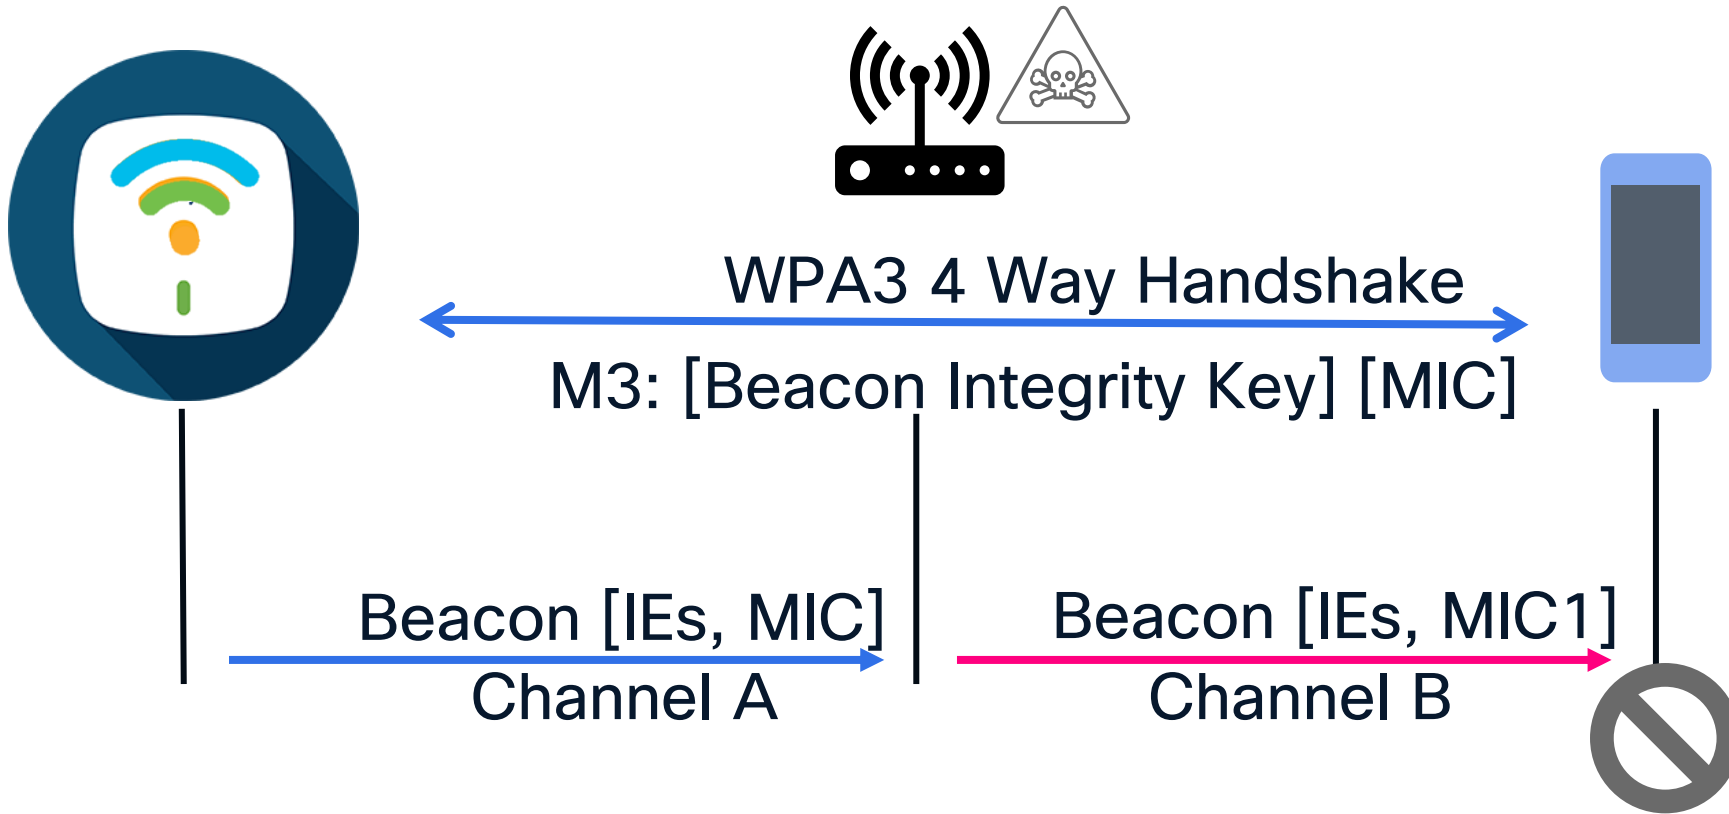 WPA3 4 Way Handshake
M3: [Beacon Integrity Key] [MIC]
Beacon [IEs, MIC]
Channel A
Beacon [IEs, MIC1]
Channel B